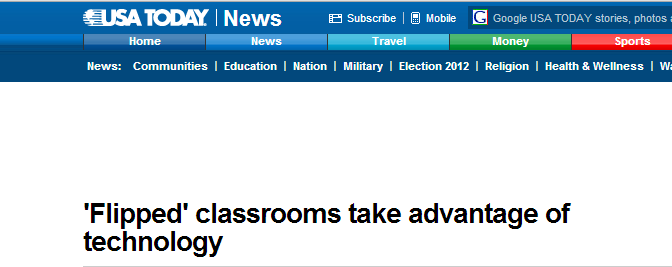 USA TODAY News Subscribe Mobile Google USA TODAY stories, photos
Home News Travel Money Sports
News: Communities | Education | Nation | Military | Election 2012 | Religion | Health & Wellness |
'Flipped' classrooms take advantage of
technology